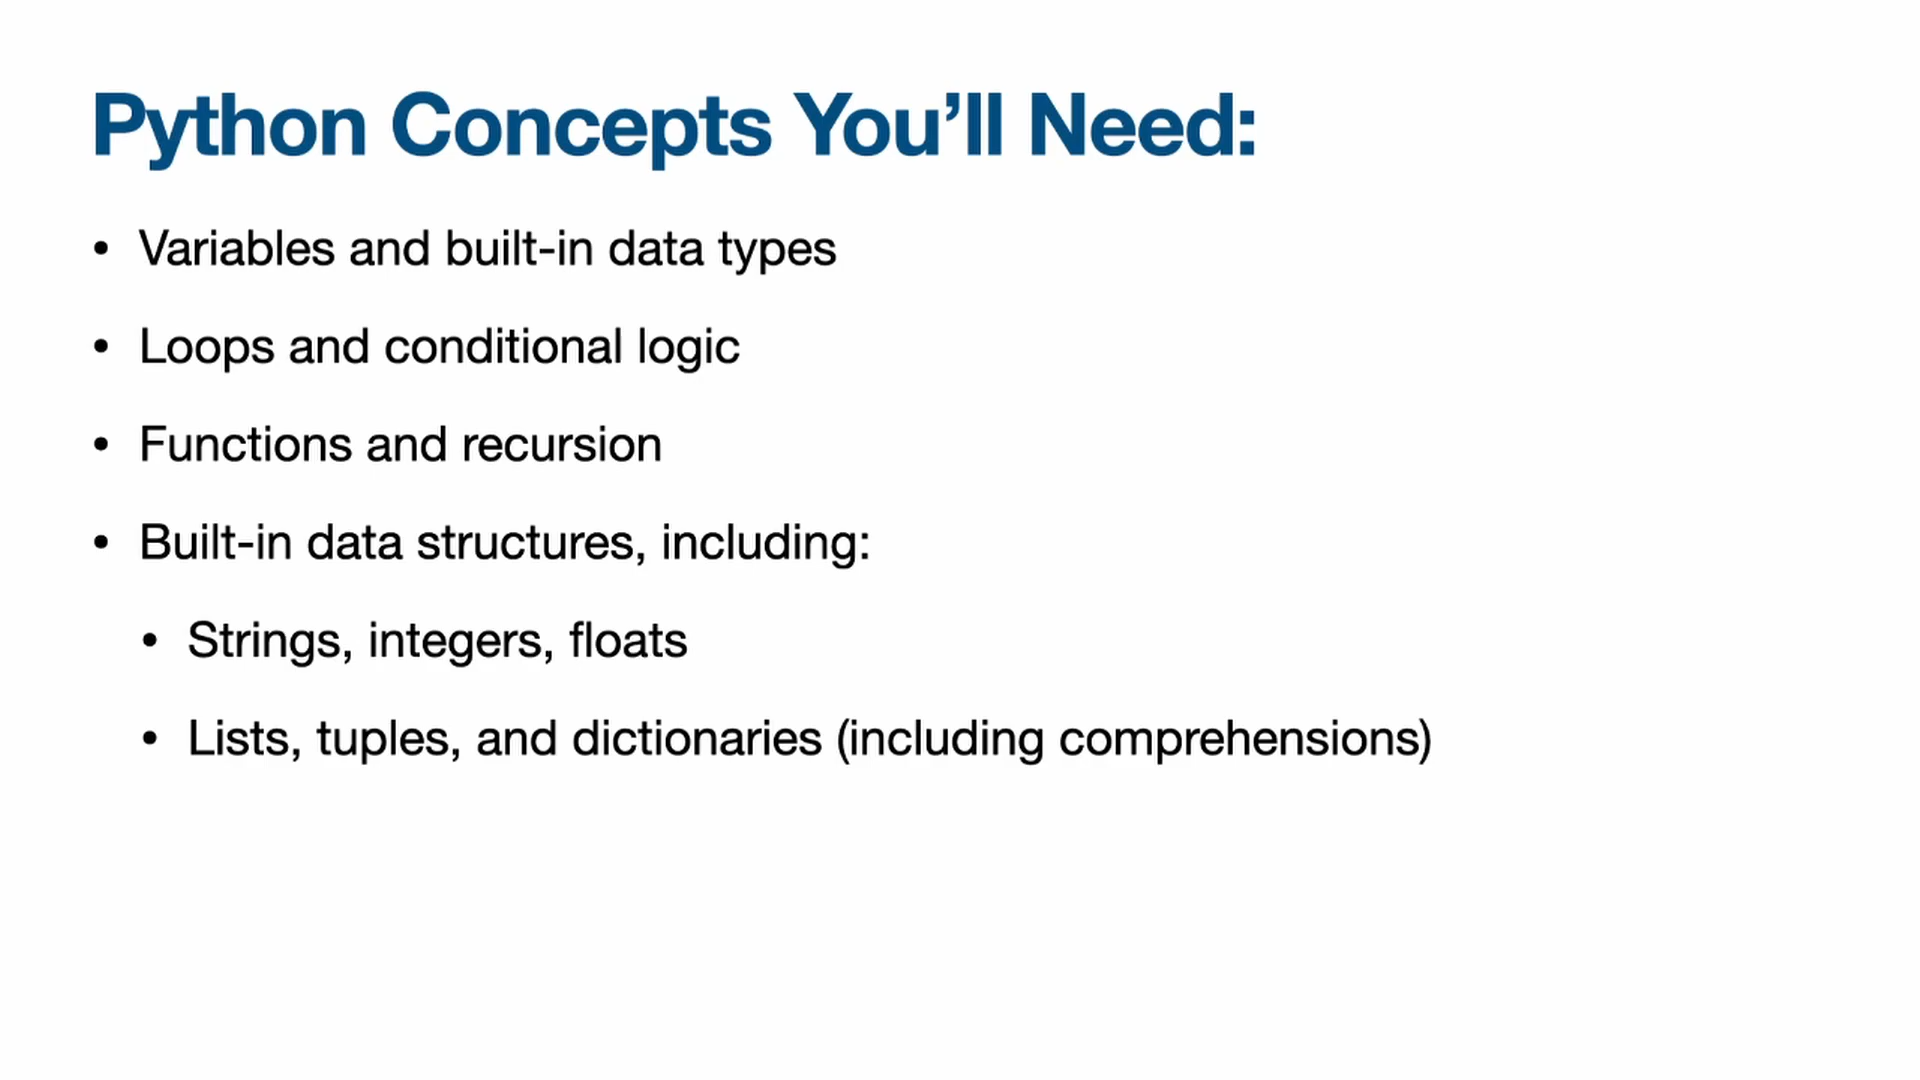 Python Concepts You’ll Need:
• Variables and built-in data types
• Loops and conditional logic
• Functions and recursion
• Built-in data structures, including:
• Strings, integers, floats
• Lists, tuples, and dictionaries (including comprehensions)